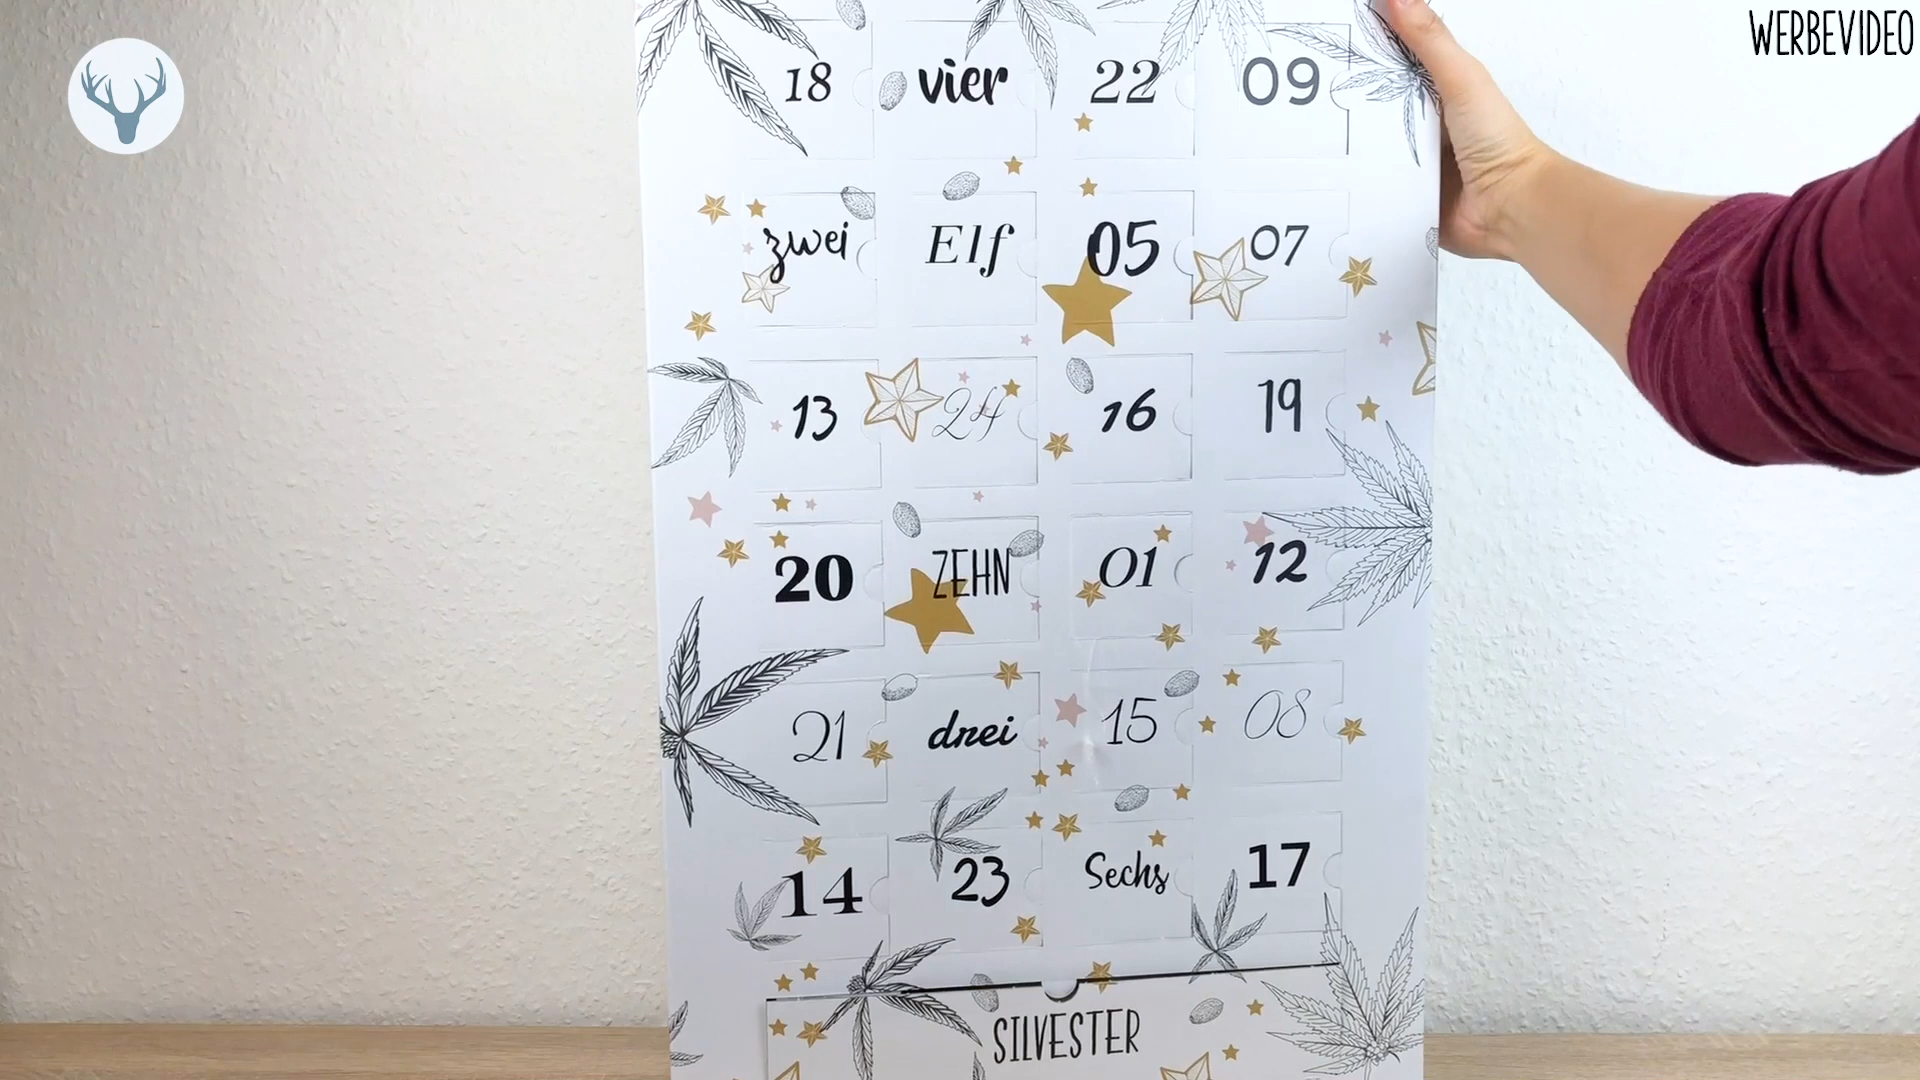 WERBEVIDEO
18 vier 22 09
zwei Elf 05 07
13 24 16 19
20 ZEHN 01 12
21 drei 15 08
14 23 Sechs 17
SILVESTER